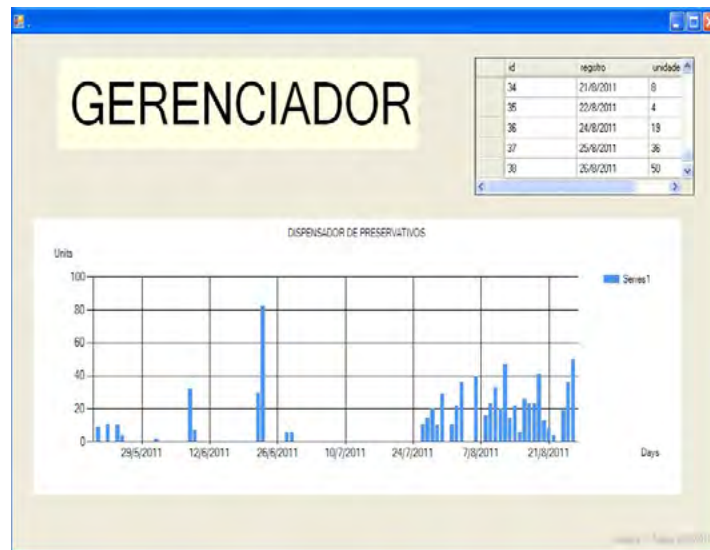 GERENCIADOR
id registro unidade
34 21/8/2011 8
35 22/8/2011 4
36 24/8/2011 19
37 25/8/2011 36
38 26/8/2011 50
DISPENSADOR DE PRESERVATIVOS
Units
100
80
60
40
20
0
29/5/2011 12/6/2011 26/6/2011 10/7/2011 24/7/2011 7/8/2011 21/8/2011
Days
Series1